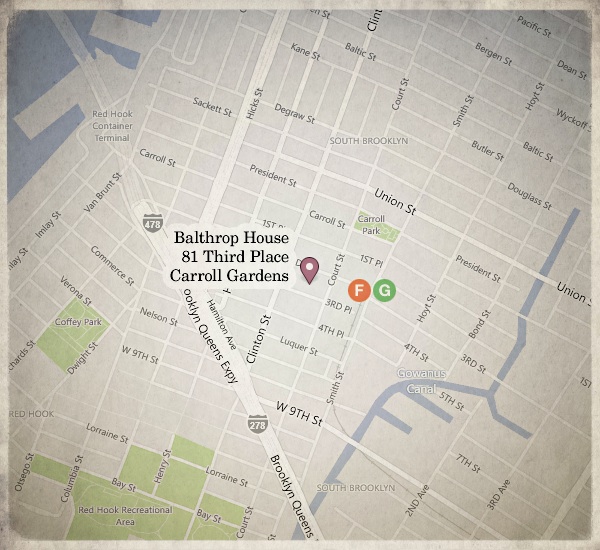 Clint
Pacific St
Kane St
Baltic St
Bergen St
Dean St
Court St
Hicks St
Sackett St
Degraw St
Smith St
Hoyt St
Wyckoff
Red Hook
Container
Terminal
SOUTH BROOKLYN
Butler St
Baltic St
Carroll St
President St
Douglass St
Van Brunt St
Union St
Imlay St
478
1ST Pl
Carroll St
Carroll
Park
Balthrop House
81 Third Place
Carroll Gardens
Court St
1ST Pl
President St
Union S
Commerce St
Verona St
F
G
3RD Pl
4TH Pl
Hoyt St
Bond St
Nelson St
Hamilton Ave
Coffey Park
Clinton St
Luquer St
4TH St
3RD St
Dwight St
W 9TH St
ooklyn Queens Expy
Smith St
Gowanus
Canal
5TH St
RED HOOK
W 9TH St
278
Lorraine St
7TH St
Otsego St
Columbia St
Henry St
Bay St
Lorraine St
Brooklyn Queens
SOUTH BROOKLYN
2ND Ave
3RD Ave
Red Hook Recreational
Area
Bay St
Court St